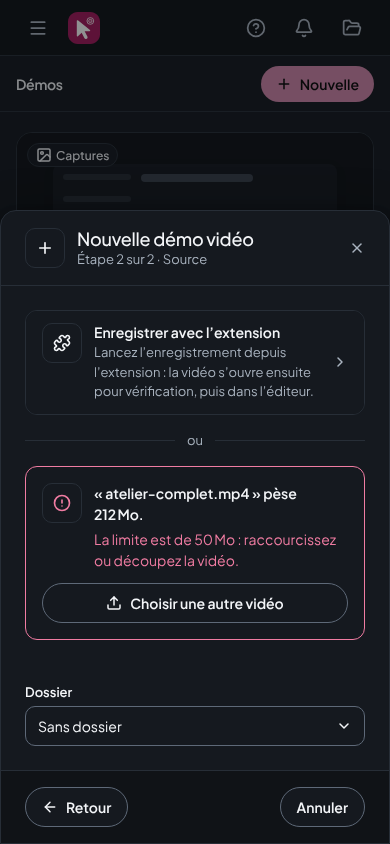 Démos
+ Nouvelle
Captures
Nouvelle démo vidéo
Étape 2 sur 2 · Source
Enregistrer avec l’extension
Lancez l’enregistrement depuis
l’extension : la vidéo s’ouvre ensuite
pour vérification, puis dans l’éditeur.
ou
« atelier-complet.mp4 » pèse
212 Mo.
La limite est de 50 Mo : raccourcissez
ou découpez la vidéo.
Choisir une autre vidéo
Dossier
Sans dossier
Retour
Annuler